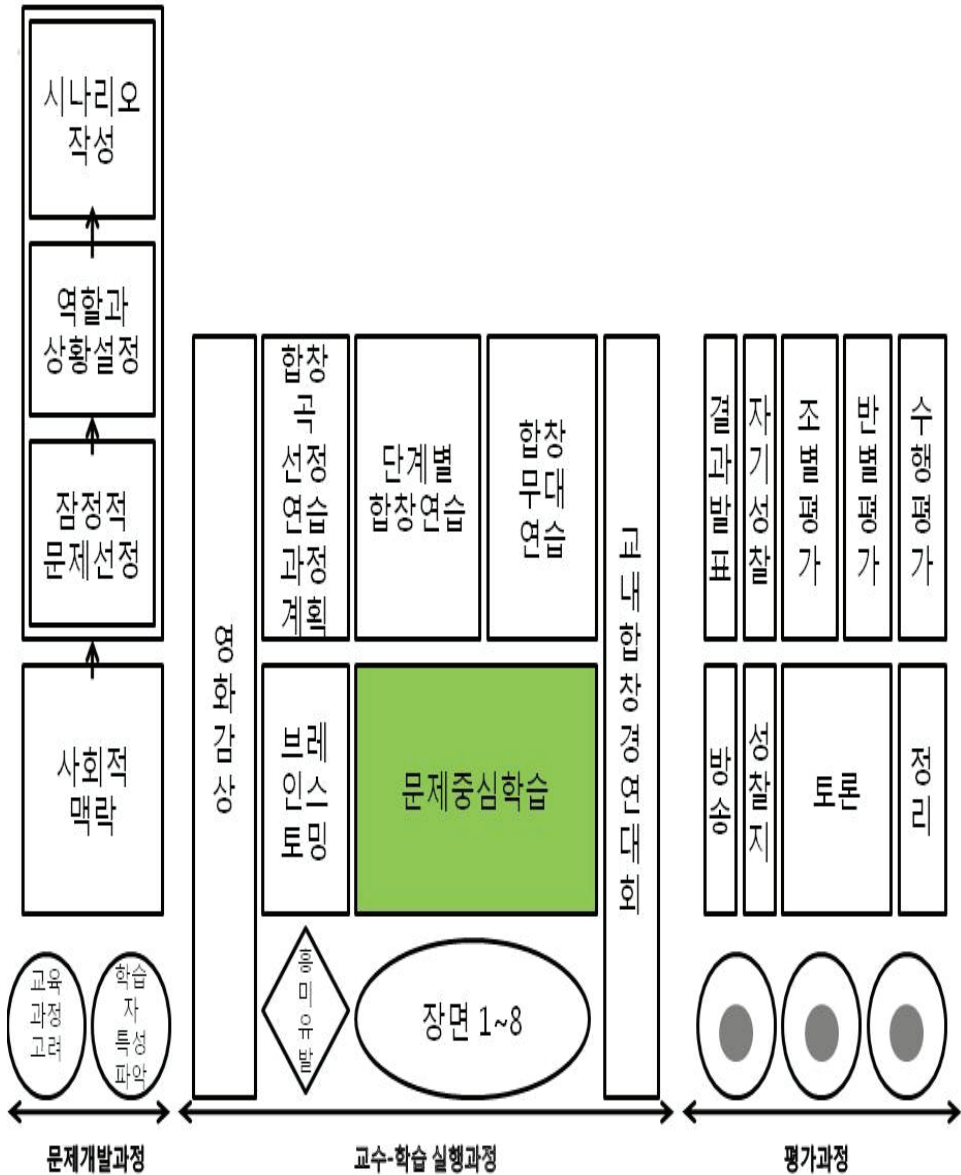 시나리오
작성
역할과
상황설정
잠정적
문제선정
사회적
맥락
교육
과정
고려
학습
자
특성
파악
문제개발과정
영화감상
합창
곡
선정
연습
과정
계획
단계별
합창연습
합창
무대
연습
브레
인스
토밍
문제중심학습
흥미유발
장면 1~8
교내합창경연대회
교수-학습 실행과정
결과발표
자기성찰
조별평가
반별평가
수행평가
방송
성찰지
토론
정리
평가과정